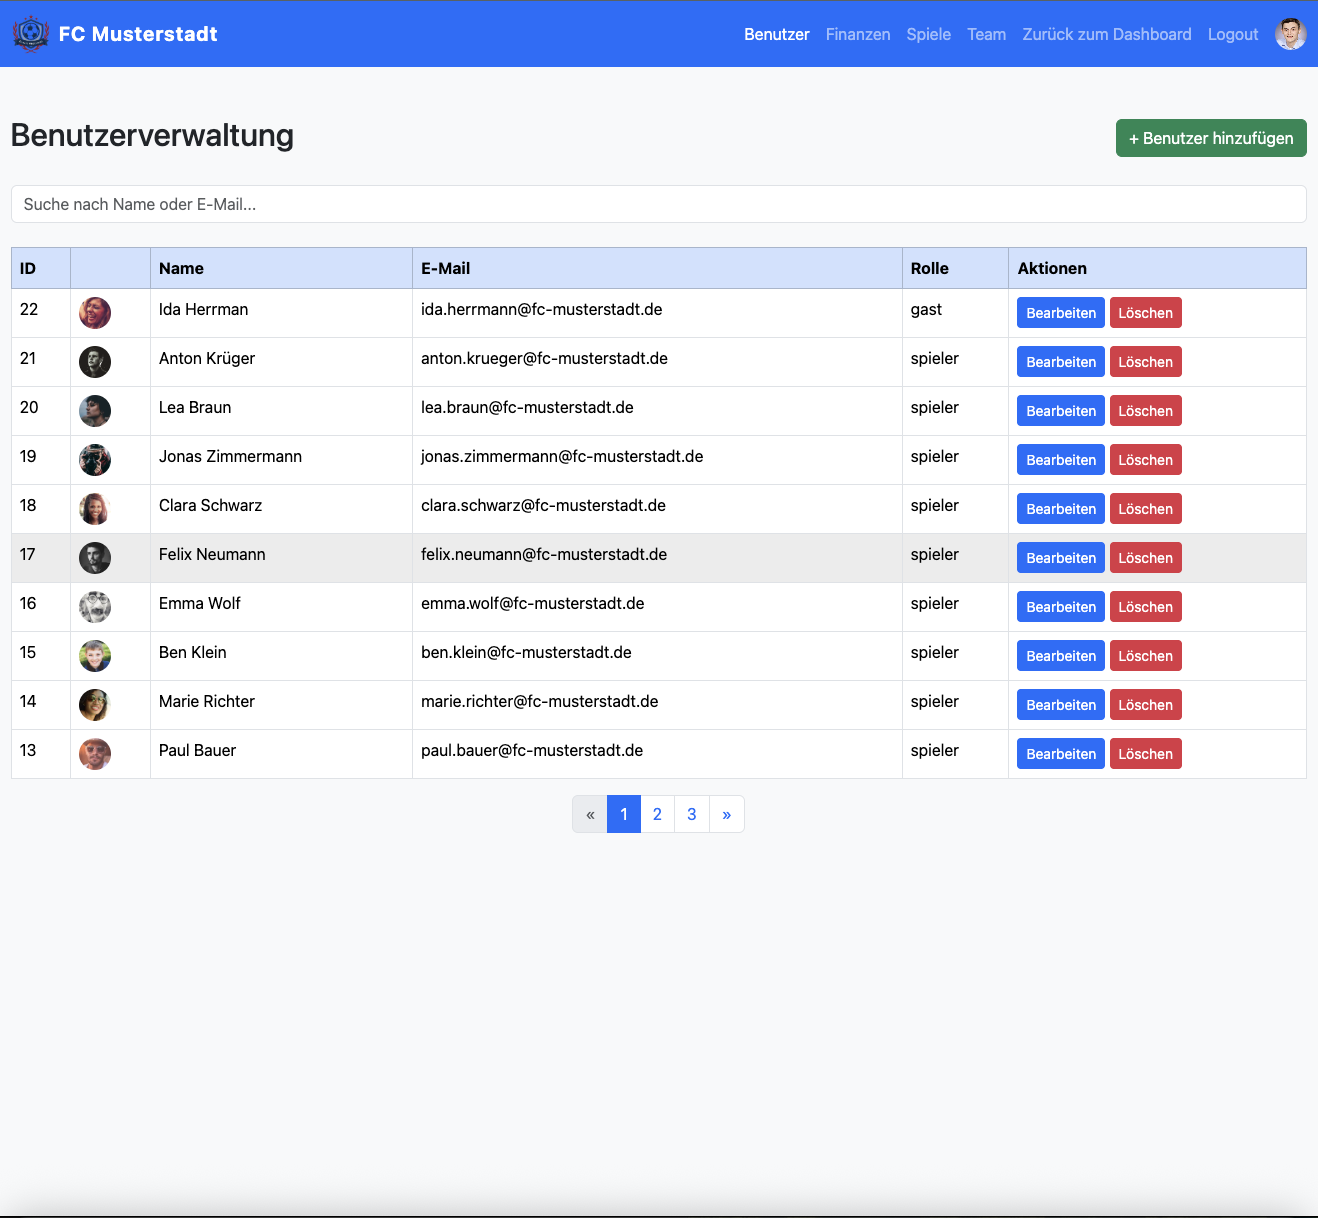 FC Musterstadt
Benutzer Finanzen Spiele Team Zurück zum Dashboard Logout
Benutzerverwaltung
+ Benutzer hinzufügen
Suche nach Name oder E-Mail...
ID Name E-Mail Rolle Aktionen
22 Ida Herrman ida.herrmann@fc-musterstadt.de gast Bearbeiten Löschen
21 Anton Krüger anton.krueger@fc-musterstadt.de spieler Bearbeiten Löschen
20 Lea Braun lea.braun@fc-musterstadt.de spieler Bearbeiten Löschen
19 Jonas Zimmermann jonas.zimmermann@fc-musterstadt.de spieler Bearbeiten Löschen
18 Clara Schwarz clara.schwarz@fc-musterstadt.de spieler Bearbeiten Löschen
17 Felix Neumann felix.neumann@fc-musterstadt.de spieler Bearbeiten Löschen
16 Emma Wolf emma.wolf@fc-musterstadt.de spieler Bearbeiten Löschen
15 Ben Klein ben.klein@fc-musterstadt.de spieler Bearbeiten Löschen
14 Marie Richter marie.richter@fc-musterstadt.de spieler Bearbeiten Löschen
13 Paul Bauer paul.bauer@fc-musterstadt.de spieler Bearbeiten Löschen
« 1 2 3 »